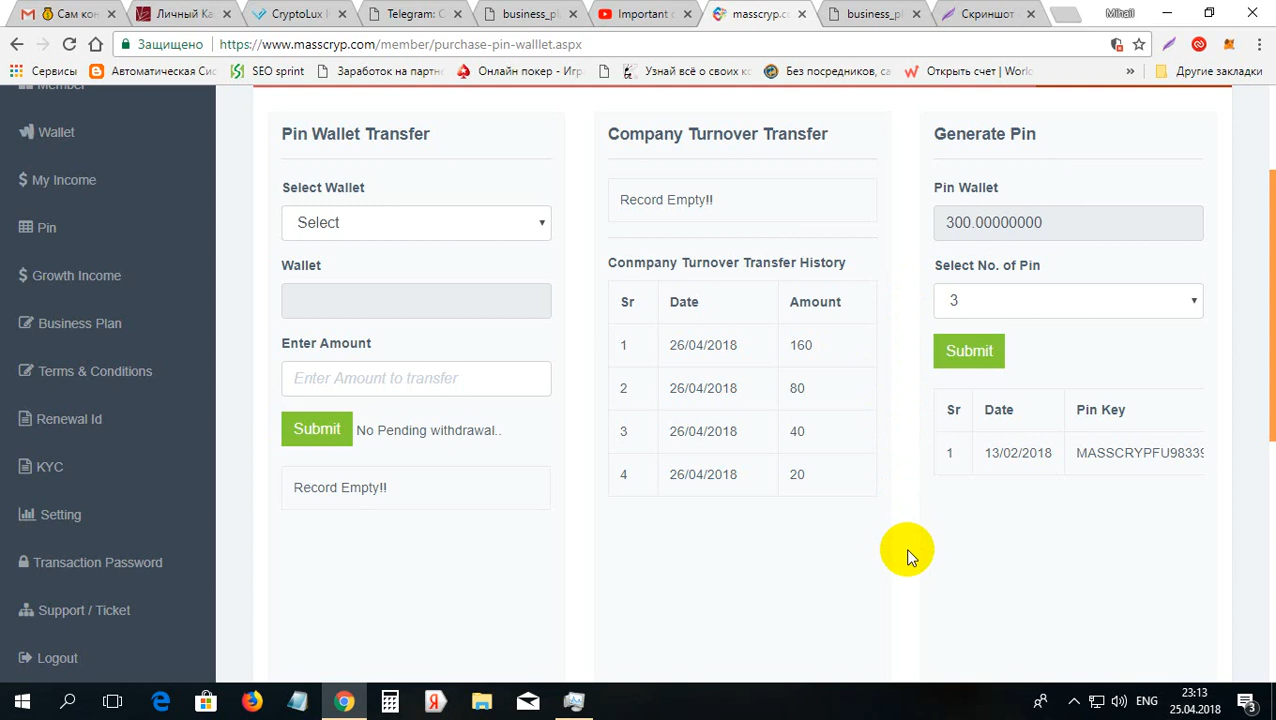 Сам кон
Личный Ка
CryptoLux
Telegram: C
business_pl
Important c
masscryp.co
business_pl
Скриншот
Mihail
Защищено
https://www.masscryp.com/member/purchase-pin-walllet.aspx
Сервисы
Автоматическая Сис
SEO sprint
Заработок на партн
Онлайн покер - Игр
Узнай всё о своих ко
Без посредников, са
Открыть счет | Worl
»
Другие закладки
Member
Wallet
My Income
Pin
Growth Income
Business Plan
Terms & Conditions
Renewal Id
KYC
Setting
Transaction Password
Support / Ticket
Logout
Pin Wallet Transfer
Select Wallet
Select
Wallet
Enter Amount
Enter Amount to transfer
Submit No Pending withdrawal..
Record Empty!!
Company Turnover Transfer
Record Empty!!
Conmpany Turnover Transfer History
Sr Date Amount
1 26/04/2018 160
2 26/04/2018 80
3 26/04/2018 40
4 26/04/2018 20
Generate Pin
Pin Wallet
300.00000000
Select No. of Pin
3
Submit
Sr Date Pin Key
1 13/02/2018 MASSCRYPFU98339
ENG
23:13
25.04.2018
3